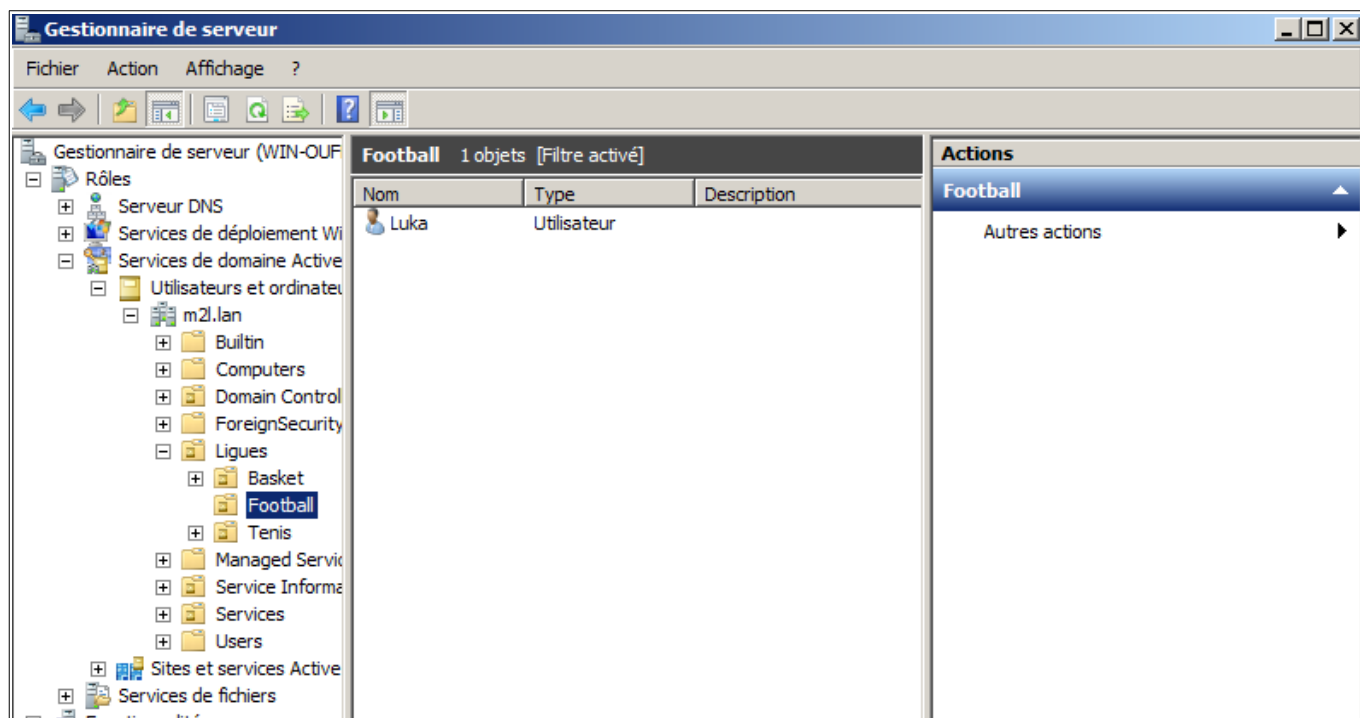 Gestionnaire de serveur
Fichier Action Affichage ?
Gestionnaire de serveur (WIN-OUF
Rôles
Serveur DNS
Services de déploiement Wi
Services de domaine Active
Utilisateurs et ordinateu
m2l.lan
Builtin
Computers
Domain Control
ForeignSecurity
Ligues
Basket
Football
Tenis
Managed Servic
Service Informa
Services
Users
Sites et services Active
Services de fichiers
Football 1 objets [Filtre activé]
Nom Type Description
Luka Utilisateur
Actions
Football
Autres actions